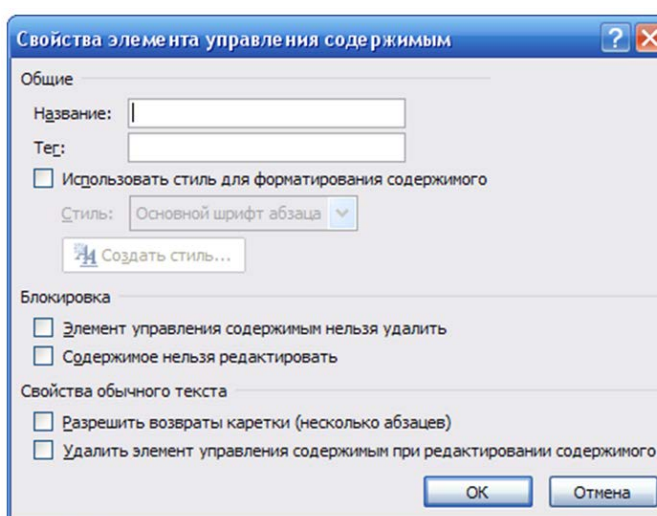 Свойства элемента управления содержимым
Общие
Название:
Тег:
Использовать стиль для форматирования содержимого
Стиль: Основной шрифт абзаца
Создать стиль...
Блокировка
Элемент управления содержимым нельзя удалить
Содержимое нельзя редактировать
Свойства обычного текста
Разрешить возвраты каретки (несколько абзацев)
Удалить элемент управления содержимым при редактировании содержимого
ОК Отмена